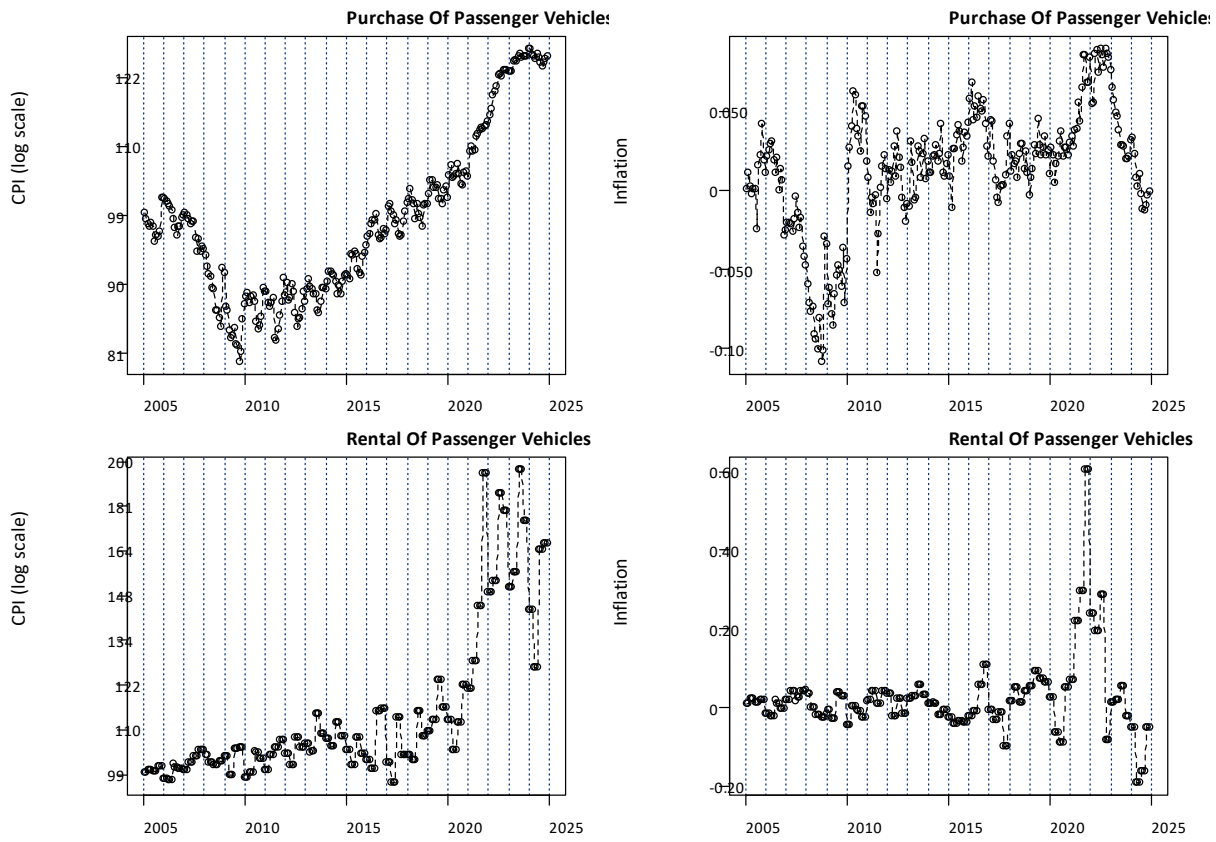 Purchase Of Passenger Vehicles
CPI (log scale)
122
110
99
90
81
2005 2010 2015 2020 2025
Purchase Of Passenger Vehicles
Inflation
0.050
0
-0.050
-0.10
2005 2010 2015 2020 2025
Rental Of Passenger Vehicles
CPI (log scale)
200
181
164
148
134
122
110
99
2005 2010 2015 2020 2025
Rental Of Passenger Vehicles
Inflation
0.60
0.40
0.20
0
-0.20
2005 2010 2015 2020 2025